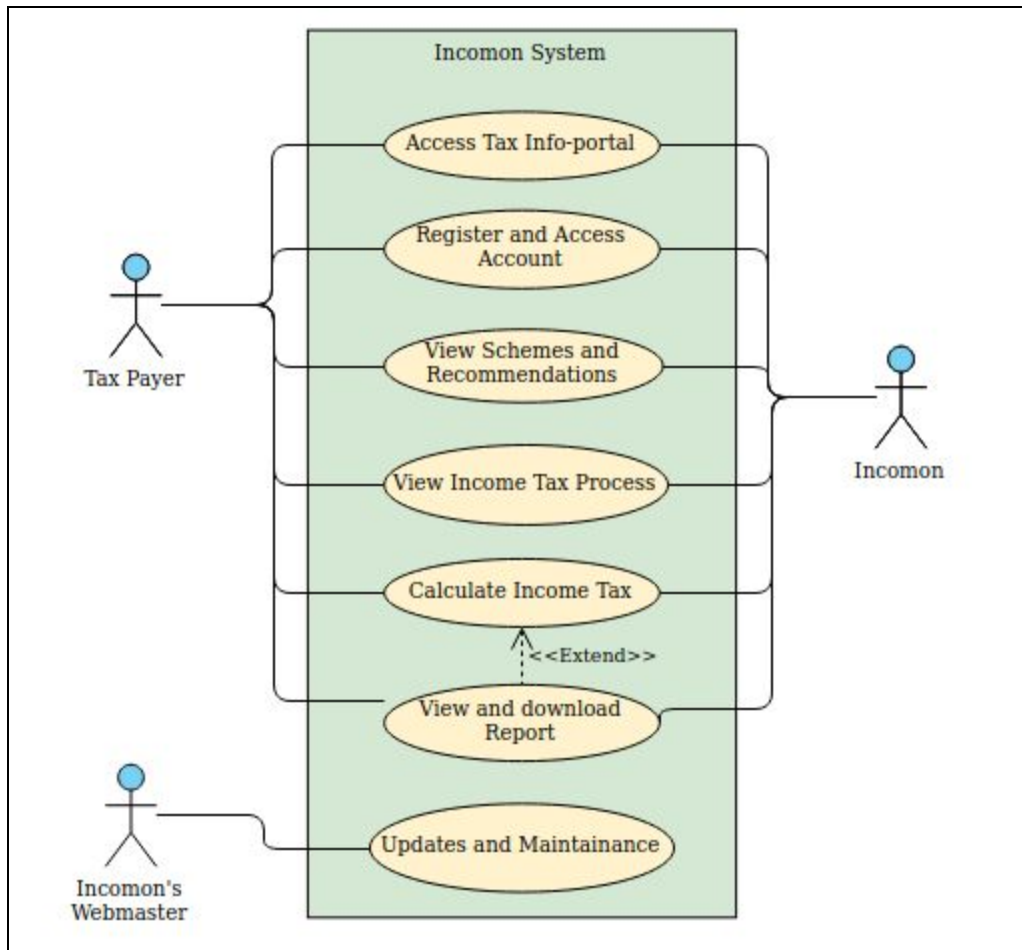 Incomon System
Access Tax Info-portal
Register and Access
Account
View Schemes and
Recommendations
Tax Payer
Incomon
View Income Tax Process
Calculate Income Tax
<<Extend>>
View and download
Report
Updates and Maintainance
Incomon's
Webmaster